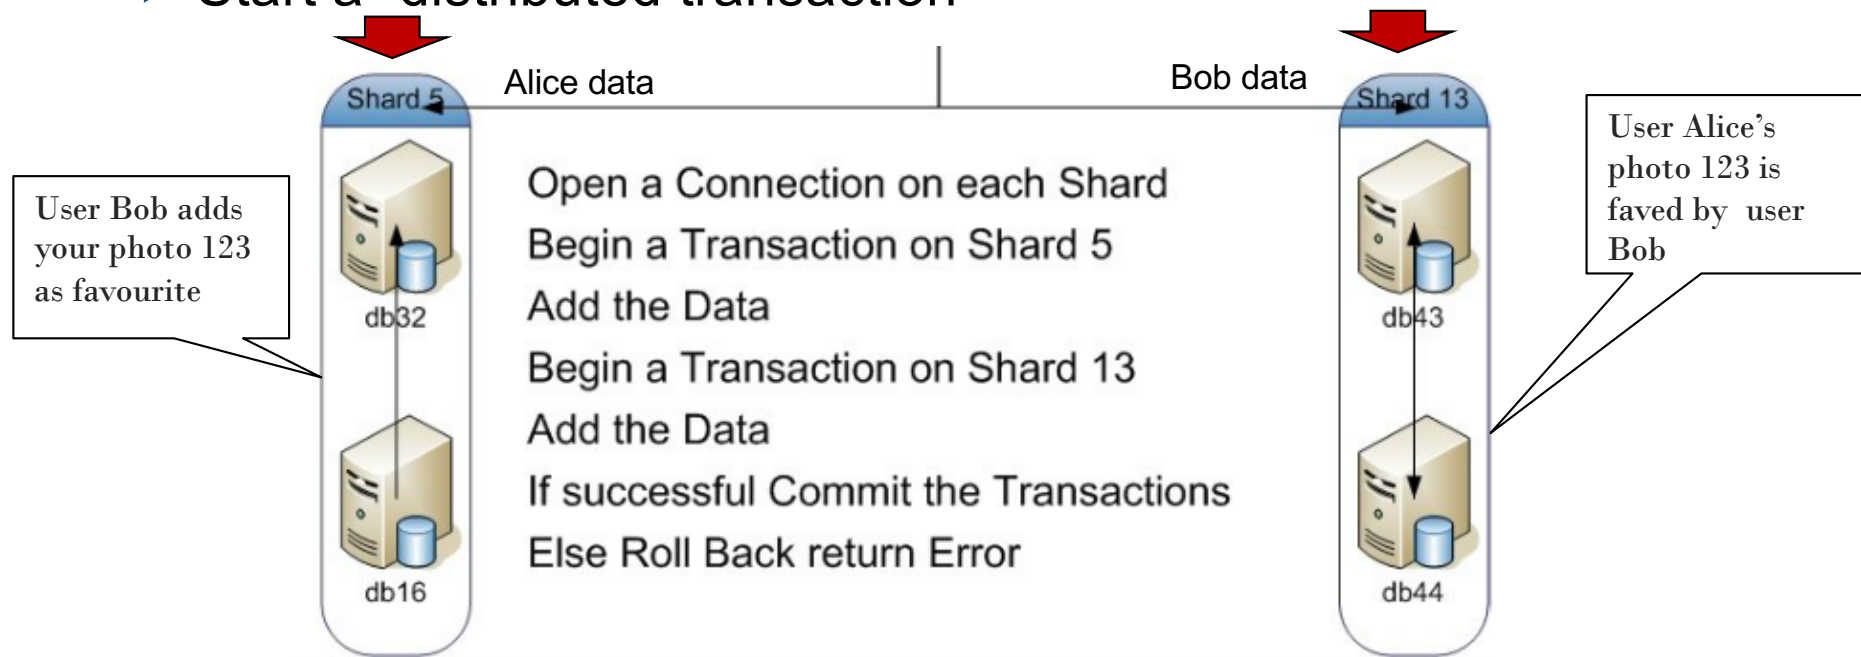 Start a distributed transaction
Alice data
Bob data
Shard 5
Shard 13
User Bob adds
your photo 123
as favourite
User Alice's
photo 123 is
faved by user
Bob
Open a Connection on each Shard
Begin a Transaction on Shard 5
Add the Data
Begin a Transaction on Shard 13
Add the Data
If successful Commit the Transactions
Else Roll Back return Error
db32
db43
db16
db44